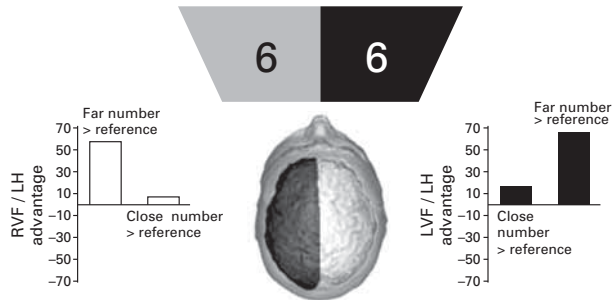 6 6
Far number
> reference
70
50
30
10
−10
−30
−50
−70
RVF / LH
advantage
Close number
> reference
Far number
> reference
70
50
30
10
−10
−30
−50
−70
LVF / LH
advantage
Close
number
> reference